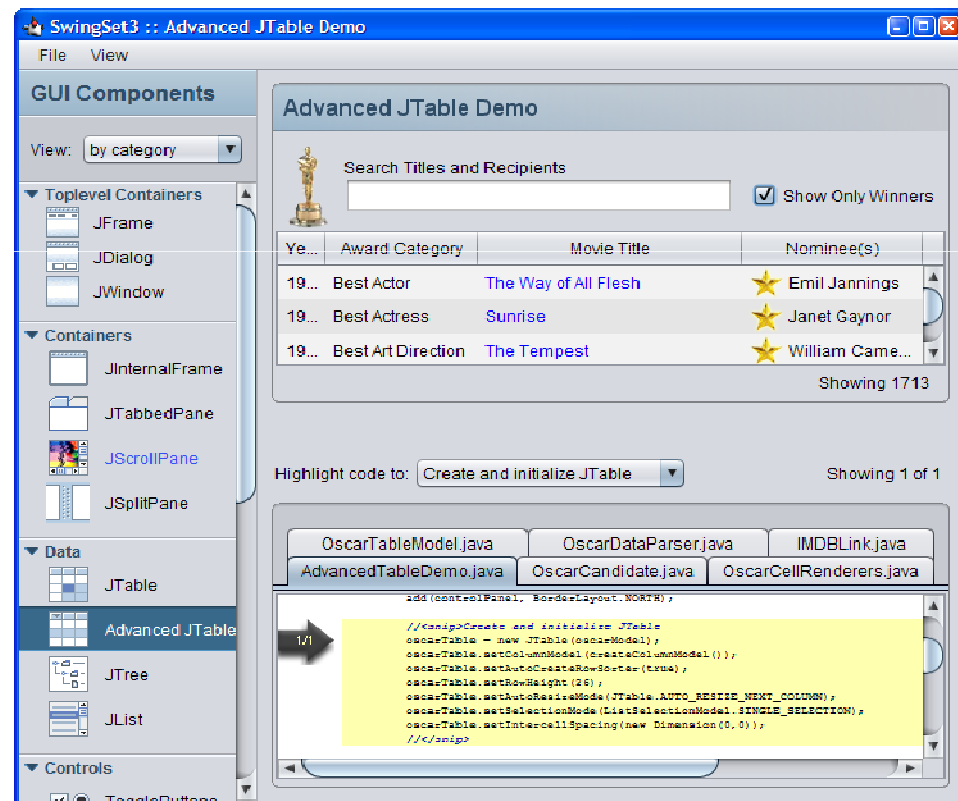 SwingSet3 :: Advanced JTable Demo
File View
GUI Components
View: by category
Toplevel Containers
JFrame
JDialog
JWindow
Containers
JInternalFrame
JTabbedPane
JScrollPane
JSplitPane
Data
JTable
Advanced JTable
JTree
JList
Controls
ToggleButtons
Advanced JTable Demo
Search Titles and Recipients
Show Only Winners
Ye... Award Category Movie Title Nominee(s)
19... Best Actor The Way of All Flesh Emil Jannings
19... Best Actress Sunrise Janet Gaynor
19... Best Art Direction The Tempest William Came...
Showing 1713
Highlight code to: Create and initialize JTable Showing 1 of 1
OscarTableModel.java OscarDataParser.java IMDBLink.java
AdvancedTableDemo.java OscarCandidate.java OscarCellRenderers.java
add(controlPanel, BorderLayout.NORTH);
1/1
//<snip>Create and initialize JTable
oscarTable = new JTable(oscarModel);
oscarTable.setColumnModel(createColumnModel());
oscarTable.setAutoCreateRowSorter(true);
oscarTable.setRowHeight(26);
oscarTable.setAutoResizeMode(JTable.AUTO_RESIZE_NEXT_COLUMN);
oscarTable.setSelectionMode(ListSelectionModel.SINGLE_SELECTION);
oscarTable.setIntercellSpacing(new Dimension(0,0));
//</snip>